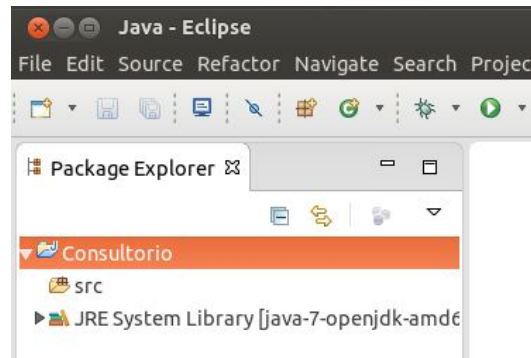 Java - Eclipse
File Edit Source Refactor Navigate Search Projec
Package Explorer
Consultorio
src
JRE System Library [java-7-openjdk-amd6